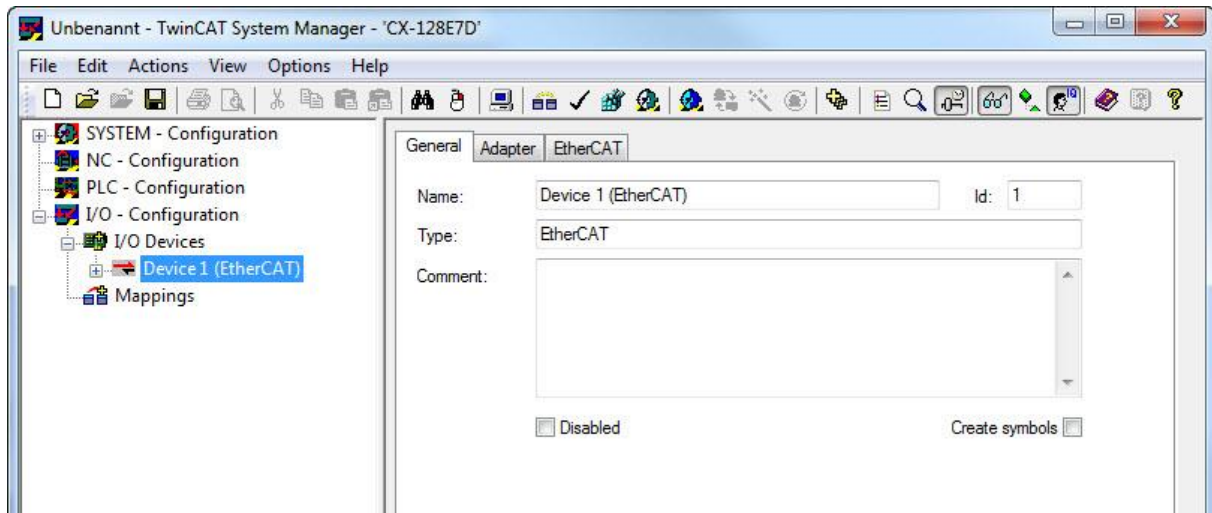 Unbenannt - TwinCAT System Manager - 'CX-128E7D'
File Edit Actions View Options Help
SYSTEM - Configuration
NC - Configuration
PLC - Configuration
I/O - Configuration
I/O Devices
Device 1 (EtherCAT)
Mappings
General Adapter EtherCAT
Name: Device 1 (EtherCAT) Id: 1
Type: EtherCAT
Comment:
Disabled Create symbols